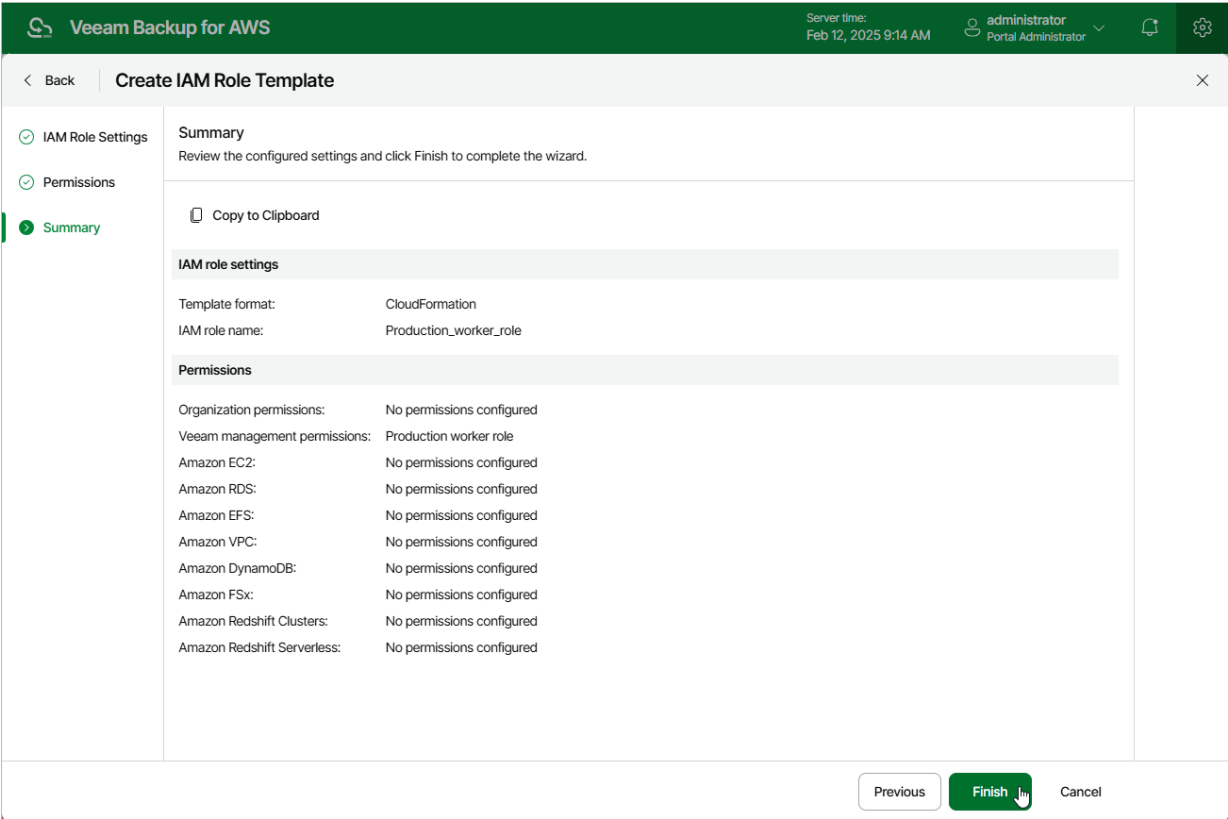 Veeam Backup for AWS
Server time:
Feb 12, 2025 9:14 AM
administrator
Portal Administrator
Back
Create IAM Role Template
IAM Role Settings
Permissions
Summary
Summary
Review the configured settings and click Finish to complete the wizard.
Copy to Clipboard
IAM role settings
Template format: CloudFormation
IAM role name: Production_worker_role
Permissions
Organization permissions: No permissions configured
Veeam management permissions: Production worker role
Amazon EC2: No permissions configured
Amazon RDS: No permissions configured
Amazon EFS: No permissions configured
Amazon VPC: No permissions configured
Amazon DynamoDB: No permissions configured
Amazon FSx: No permissions configured
Amazon Redshift Clusters: No permissions configured
Amazon Redshift Serverless: No permissions configured
Previous Finish Cancel